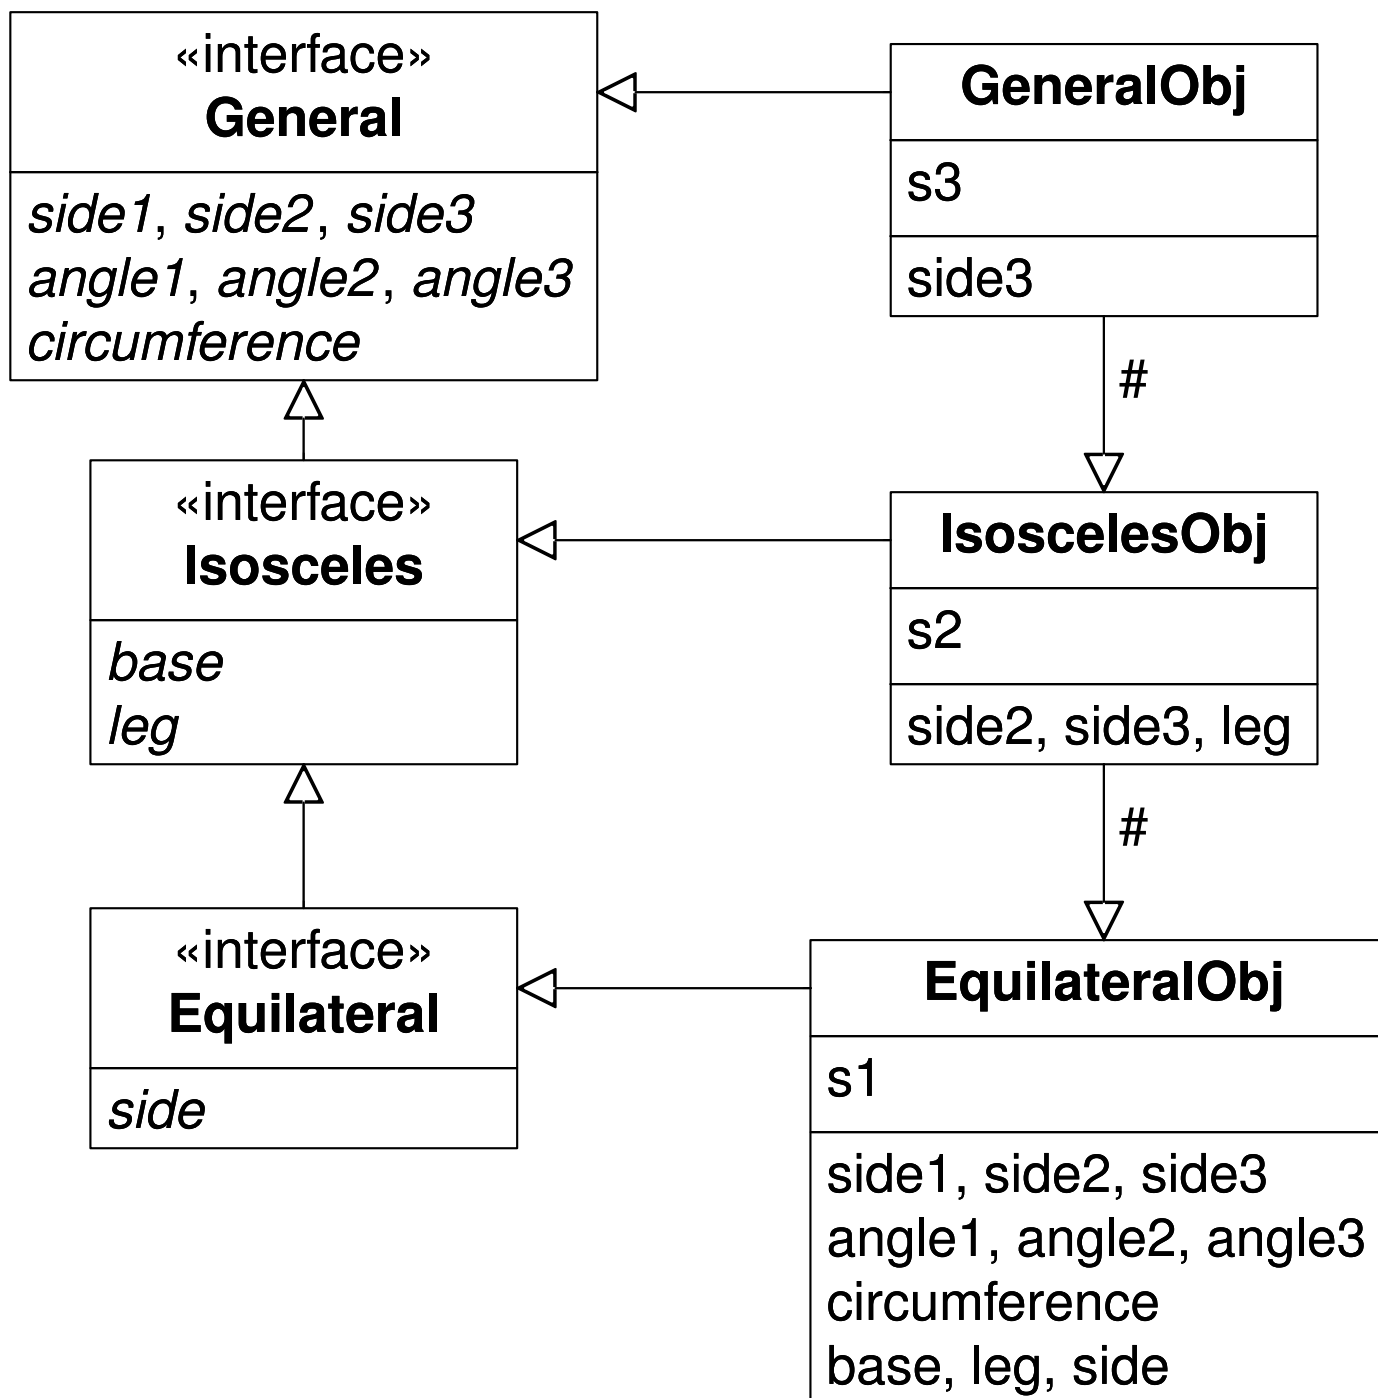 «interface»
General
side1, side2, side3
angle1, angle2, angle3
circumference
GeneralObj
s3
side3
#
«interface»
Isosceles
base
leg
IsoscelesObj
s2
side2, side3, leg
#
«interface»
Equilateral
side
EquilateralObj
s1
side1, side2, side3
angle1, angle2, angle3
circumference
base, leg, side